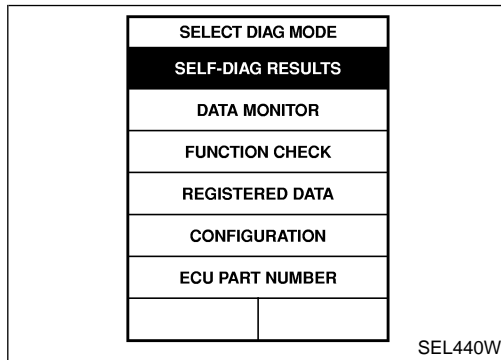 SELECT DIAG MODE
SELF-DIAG RESULTS
DATA MONITOR
FUNCTION CHECK
REGISTERED DATA
CONFIGURATION
ECU PART NUMBER
SEL440W